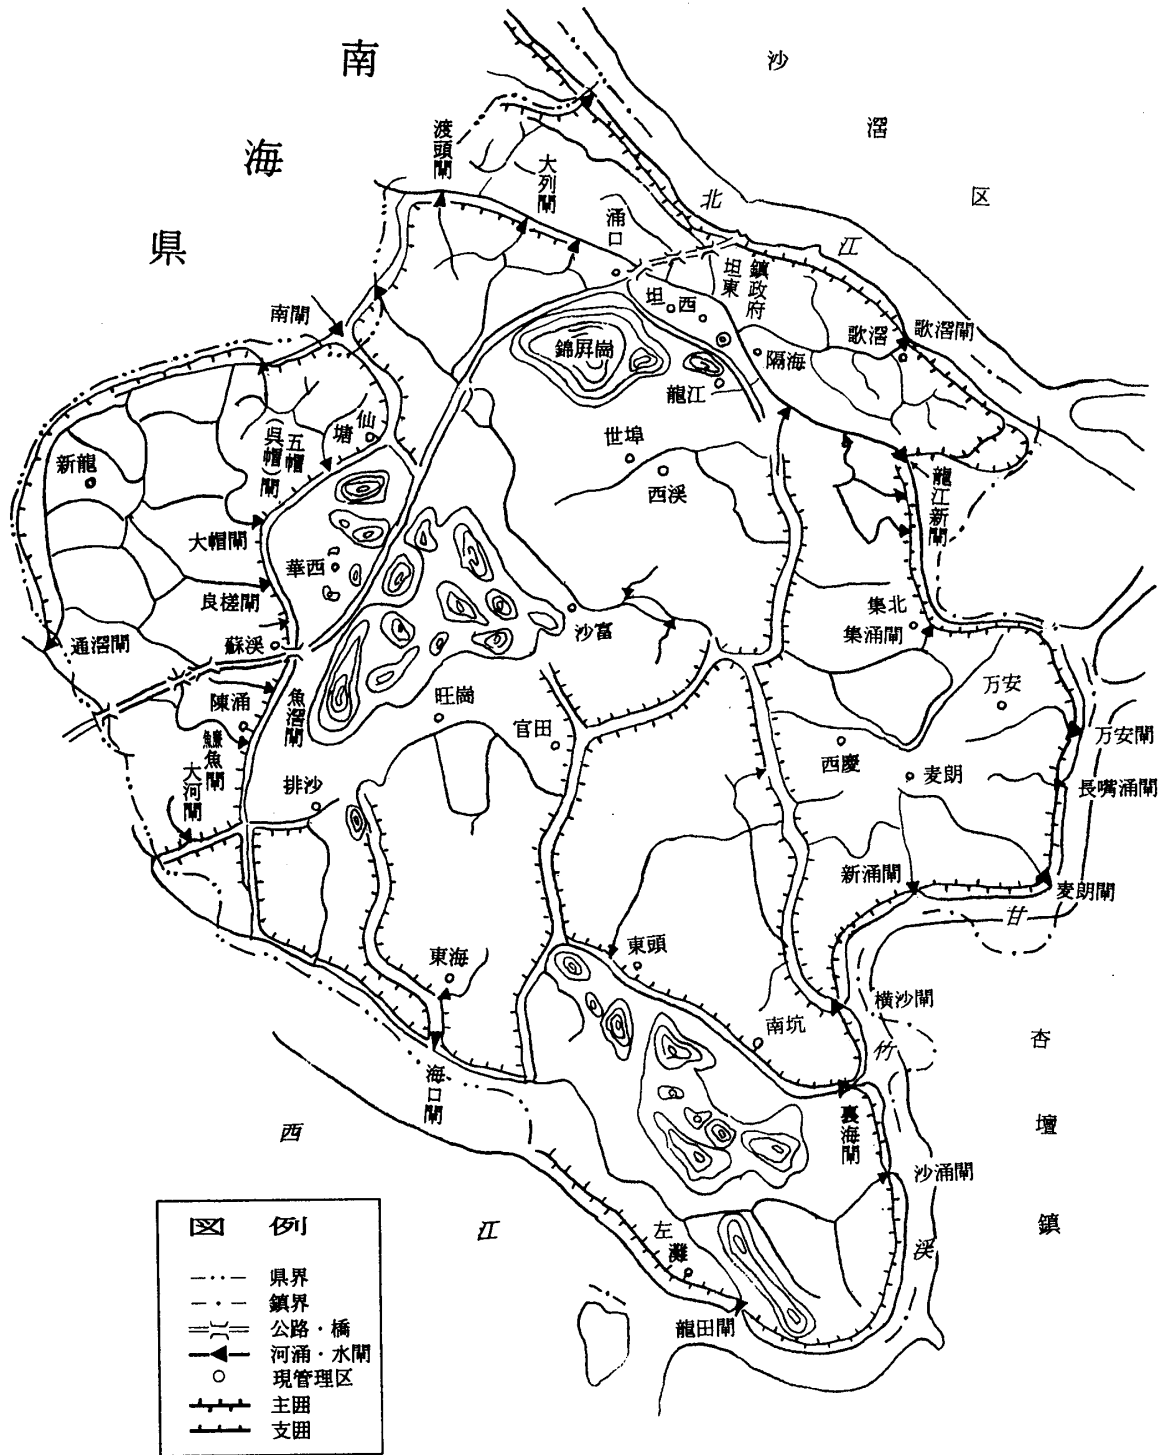 南
海
県
沙
滘
区
渡頭閘
大列閘
涌口
北
江
鎮政府
坦東
坦西
歌滘
歌滘閘
南閘
錦屏崗
隔海
龍江
仙塘
五帽閘
(呉帽)
世埠
西溪
新龍
龍江新閘
大帽閘
華西
良槎閘
集北
集涌閘
沙富
通滘閘
蘇溪
万安
陳涌
魚滘閘
旺崗
官田
万安閘
魚閘
大河閘
西慶
麦朗
長嘴涌閘
排沙
新涌閘
麦朗閘
甘
東海
東頭
横沙閘
南坑
竹
杏
壇
鎮
海口閘
裏海閘
西
沙涌閘
江
左灘
渓
龍田閘
図 例
県界
鎮界
公路・橋
河涌・水閘
現管理区
主囲
支囲